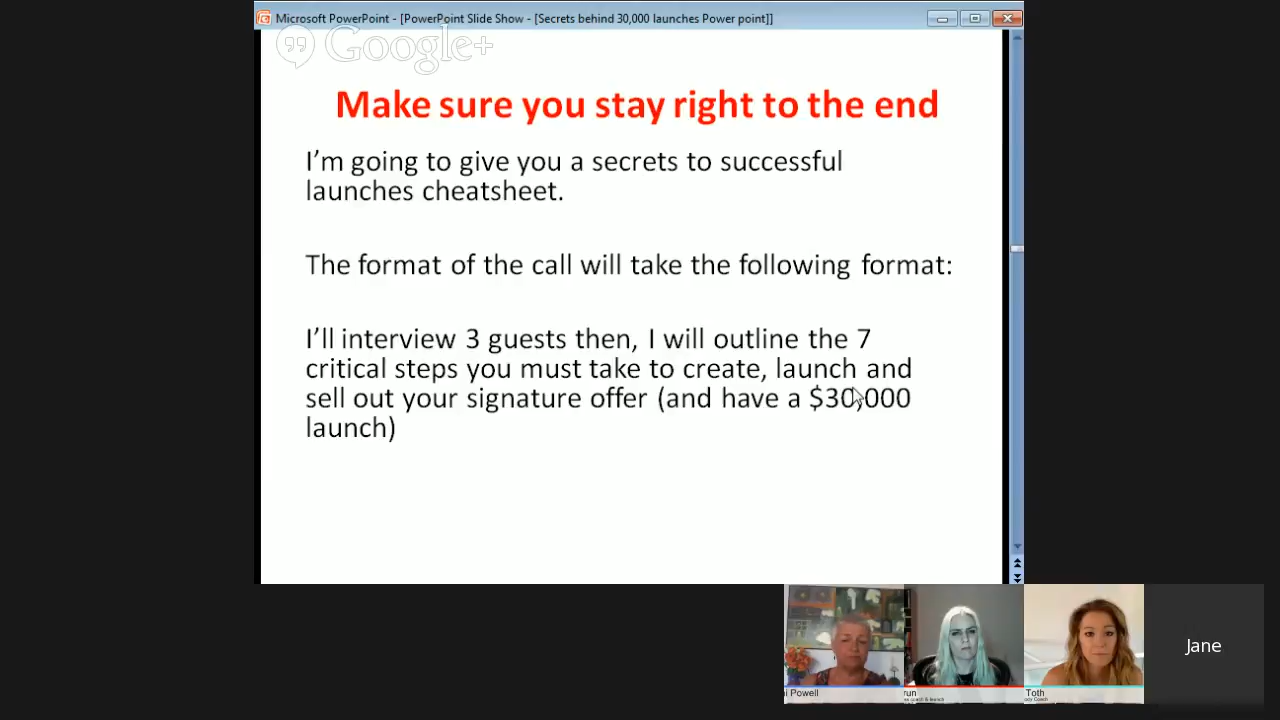 Microsoft PowerPoint - [PowerPoint Slide Show - [Secrets behind 30,000 launches Power point]]
Google+
Make sure you stay right to the end
I'm going to give you a secrets to successful
launches cheatsheet.
The format of the call will take the following format:
I'll interview 3 guests then, I will outline the 7
critical steps you must take to create, launch and
sell out your signature offer (and have a $30,000
launch)
Powell
Toth
Jane